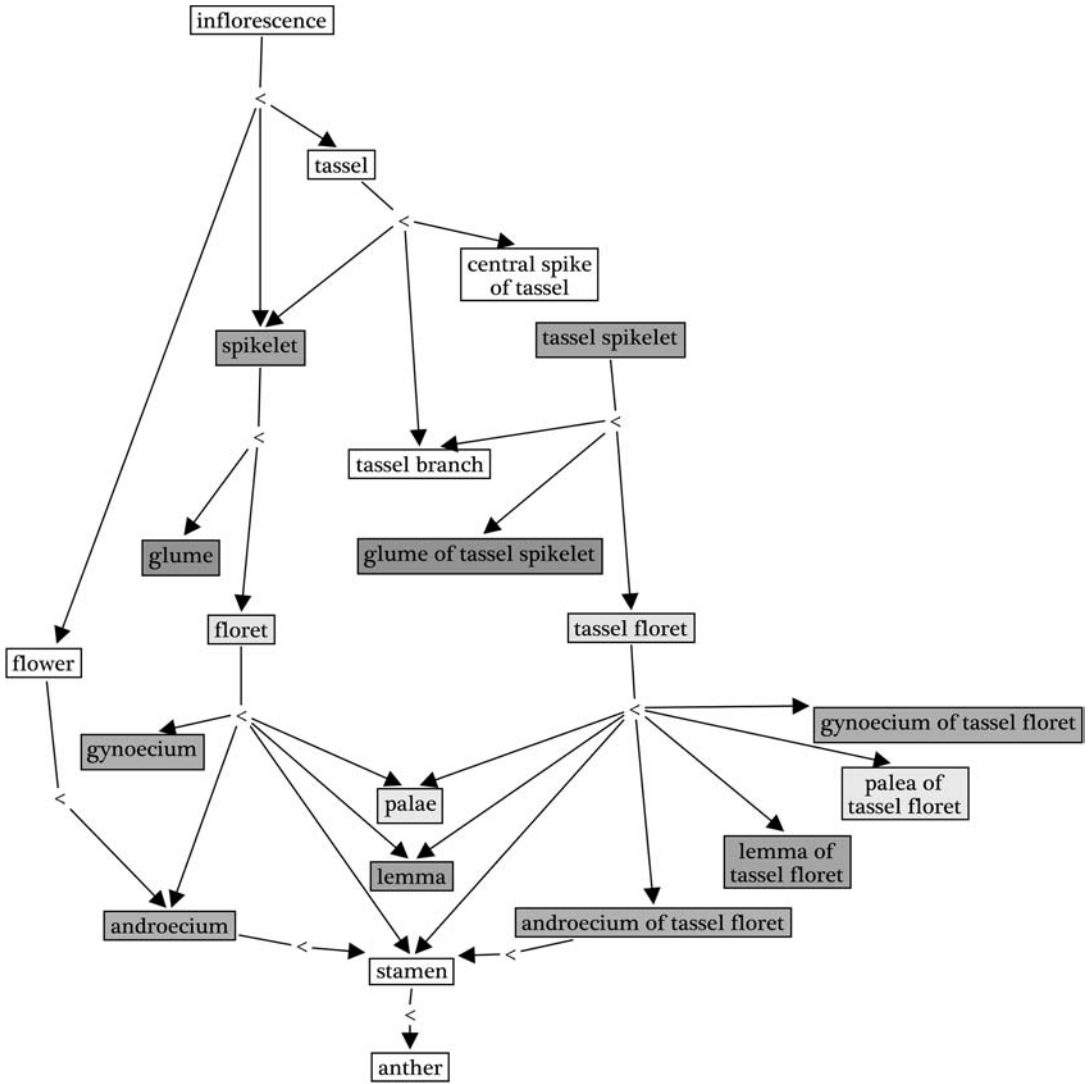 inflorescence
<
tassel
<
central spike
of tassel
spikelet
tassel spikelet
<
<
tassel branch
glume
glume of tassel spikelet
floret
tassel floret
flower
<
<
gynoecium
gynoecium of tassel floret
palae
palea of
tassel floret
<
lemma
lemma of
tassel floret
androecium
androecium of tassel floret
<
<
stamen
<
anther